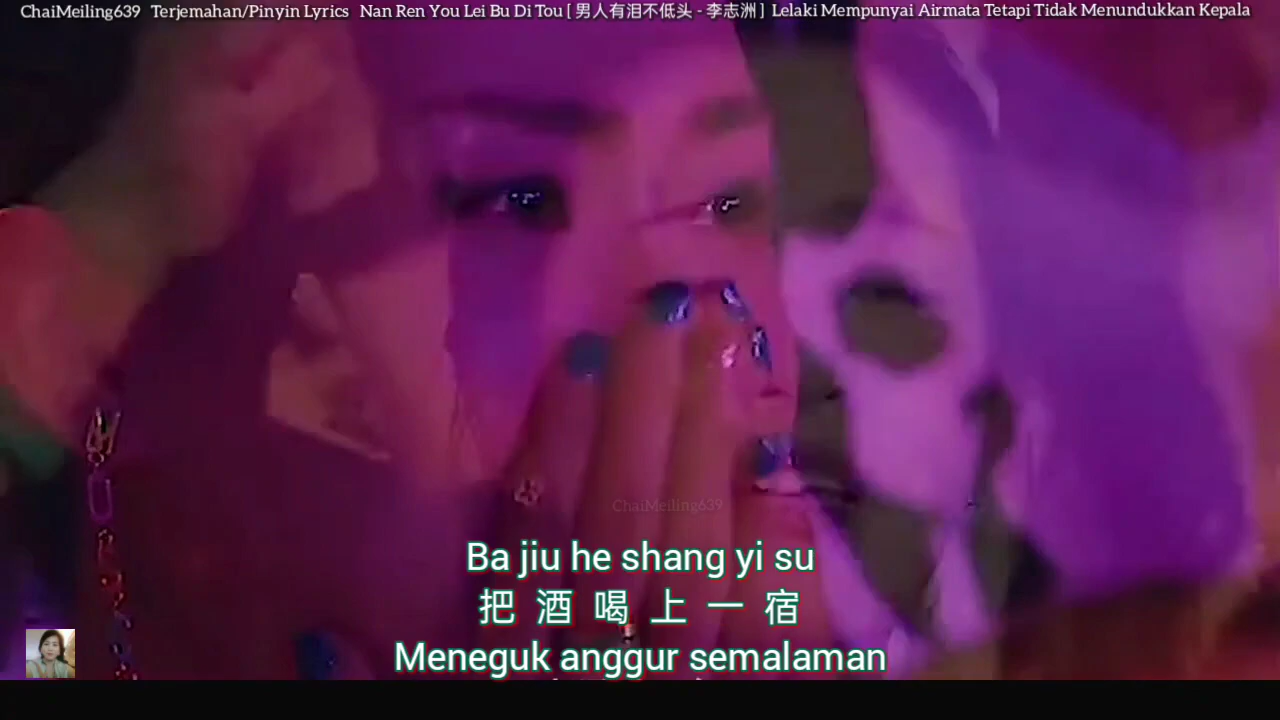 ChaiMeiling639 Terjemahan/Pinyin Lyrics Nan Ren You Lei Bu Di Tou [ 男人有泪不低头 - 李志洲 ] Lelaki Mempunyai Airmata Tetapi Tidak Menundukkan Kepala
ChaiMeiling639
Ba jiu he shang yi su
把 酒 喝 上 一 宿
Meneguk anggur semalaman